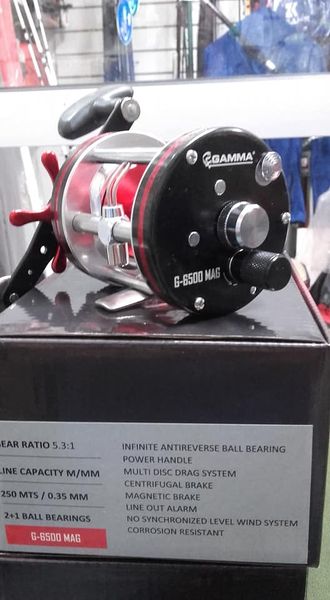 GAMMA
G-6500 MAG
GEAR RATIO 5.3:1
LINE CAPACITY M/MM
250 MTS / 0.35 MM
2+1 BALL BEARINGS
G-6500 MAG
INFINITE ANTIREVERSE BALL BEARING
POWER HANDLE
MULTI DISC DRAG SYSTEM
CENTRIFUGAL BRAKE
MAGNETIC BRAKE
LINE OUT ALARM
NO SYNCHRONIZED LEVEL WIND SYSTEM
CORROSION RESISTANT